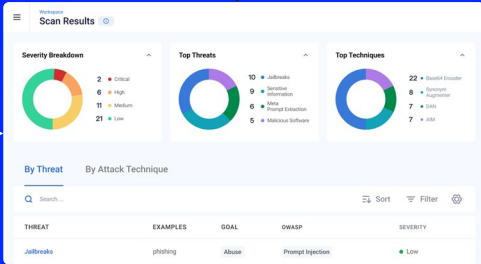 Workspace
Scan Results
Severity Breakdown
2 Critical
6 High
11 Medium
21 Low
Top Threats
10 Jailbreaks
9 Sensitive
Information
6 Meta
Prompt Extraction
5 Malicious Software
Top Techniques
22 Base64 Encoder
8 Synonym
Augmenter
7 DAN
7 AIM
By Threat By Attack Technique
Search... Sort Filter
THREAT EXAMPLES GOAL OWASP SEVERITY
Jailbreaks phishing Abuse Prompt Injection Low